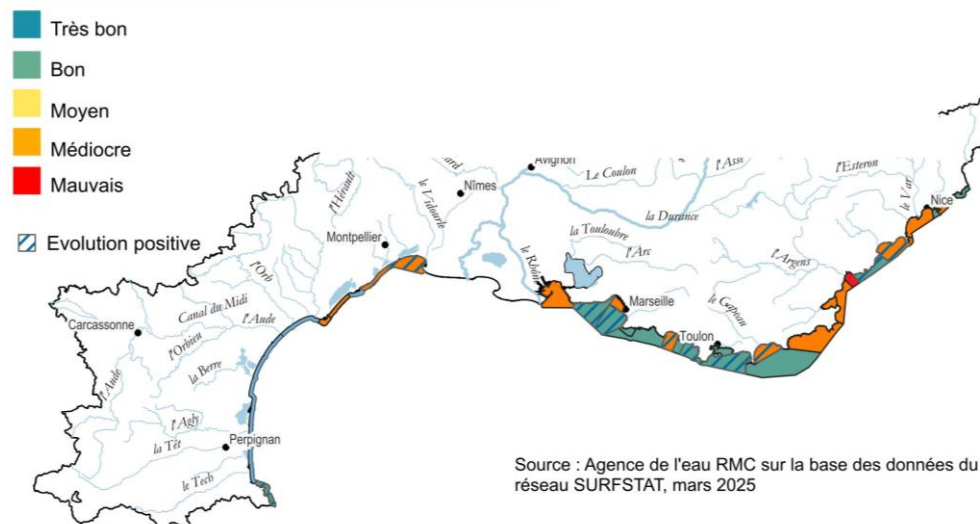 Très bon
Bon
Moyen
Médiocre
Mauvais
Evolution positive
Avignon
l'Asse
Le Coulon
l'Esteron
le Var
Nîmes
Nice
l'Hérault
le Vidourle
la Durance
la Touloubre
Montpellier
l'Arc
l'Argens
l'Orb
le Rhône
Canal du Midi
Marseille
le Gapeau
Carcassonne
l'Aude
l'Orbieu
Toulon
la Berre
l'Aude
l'Agly
la Têt
Perpignan
le Tech
Source : Agence de l'eau RMC sur la base des données du
réseau SURFSTAT, mars 2025